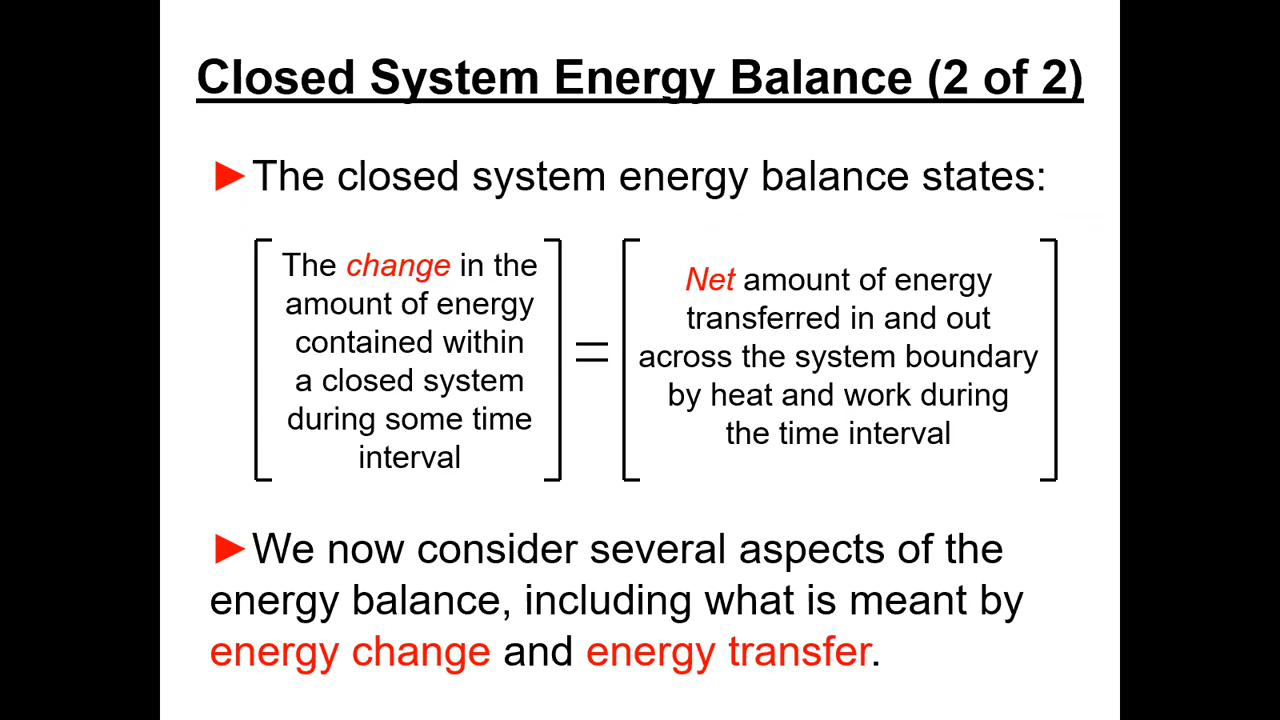 Closed System Energy Balance (2 of 2)
►The closed system energy balance states:
The change in the
amount of energy
contained within
a closed system
during some time
interval
=
Net amount of energy
transferred in and out
across the system boundary
by heat and work during
the time interval
►We now consider several aspects of the
energy balance, including what is meant by
energy change and energy transfer.